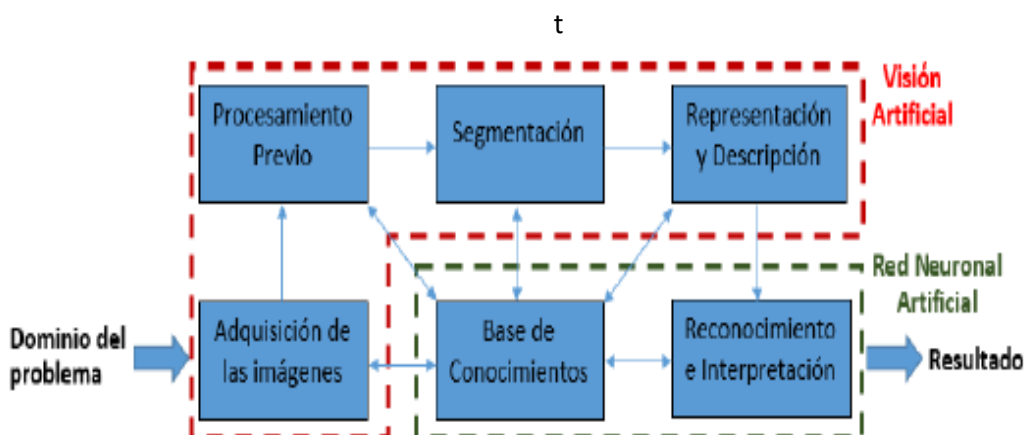 t
Visión
Artificial
Procesamiento
Previo
Segmentación
Representación
y Descripción
Red Neuronal
Artificial
Dominio del
problema
Adquisición de
las imágenes
Base de
Conocimientos
Reconocimiento
e Interpretación
Resultado